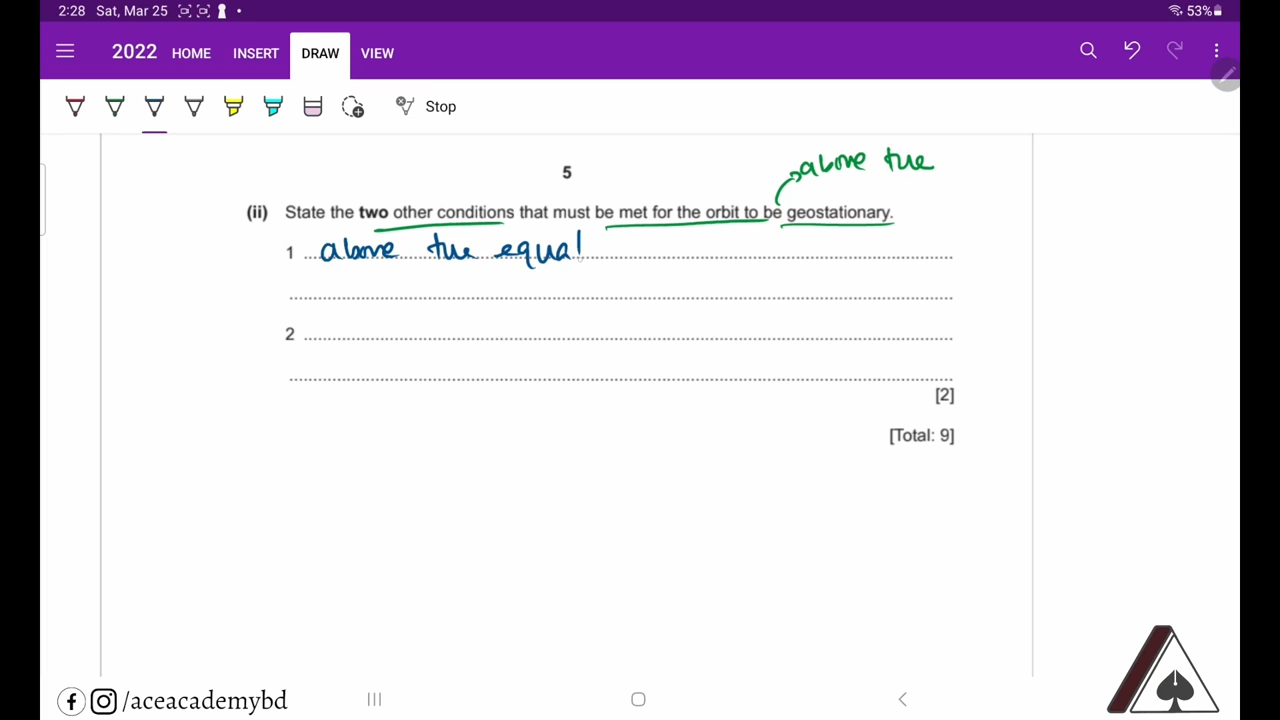 2:28 Sat, Mar 25
53%
2022 HOME INSERT DRAW VIEW
Stop
above the
5
(ii) State the two other conditions that must be met for the orbit to be geostationary.
1 above the equat
2
[2]
[Total: 9]
/aceacademybd